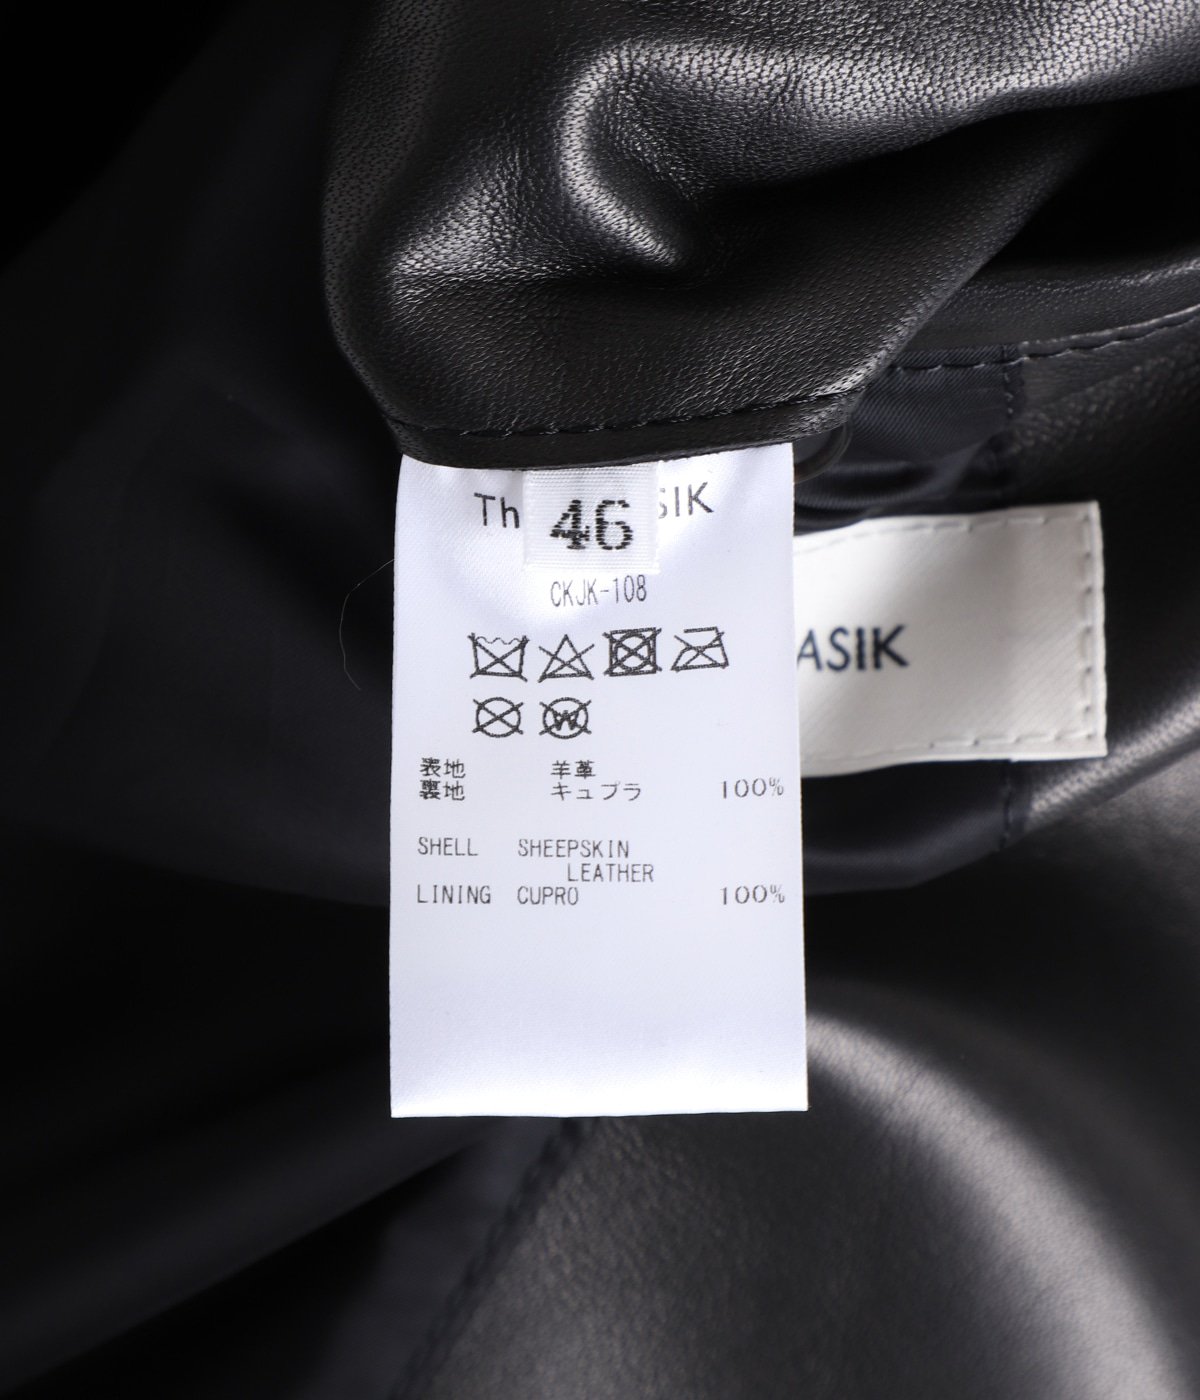 Th
46
SIK
CKJK-108
ASIK
W
表地 羊革
裏地 キュプラ 100%
SHELL SHEEPSKIN
LEATHER
LINING CUPRO 100%